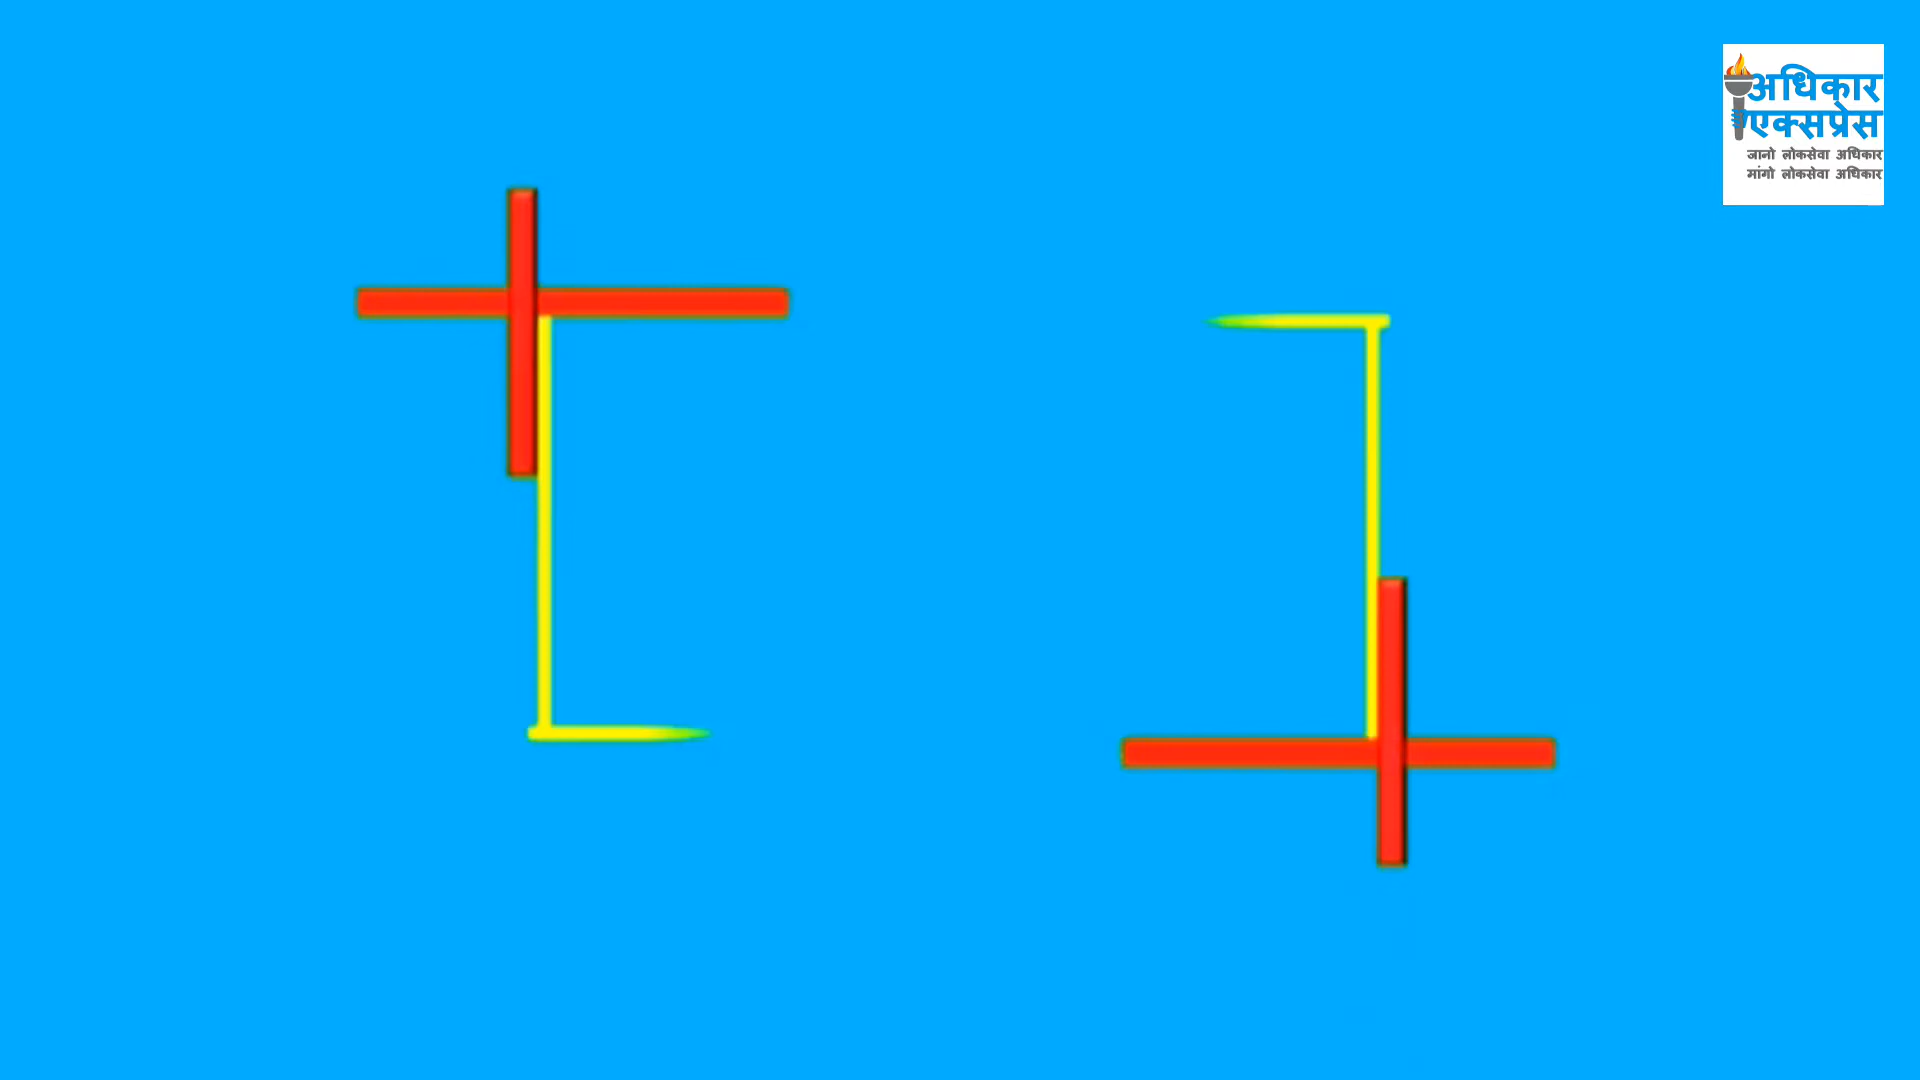 अधिकार
एक्सप्रेस
जानो लोकसेवा अधिकार
मांगो लोकसेवा अधिकार